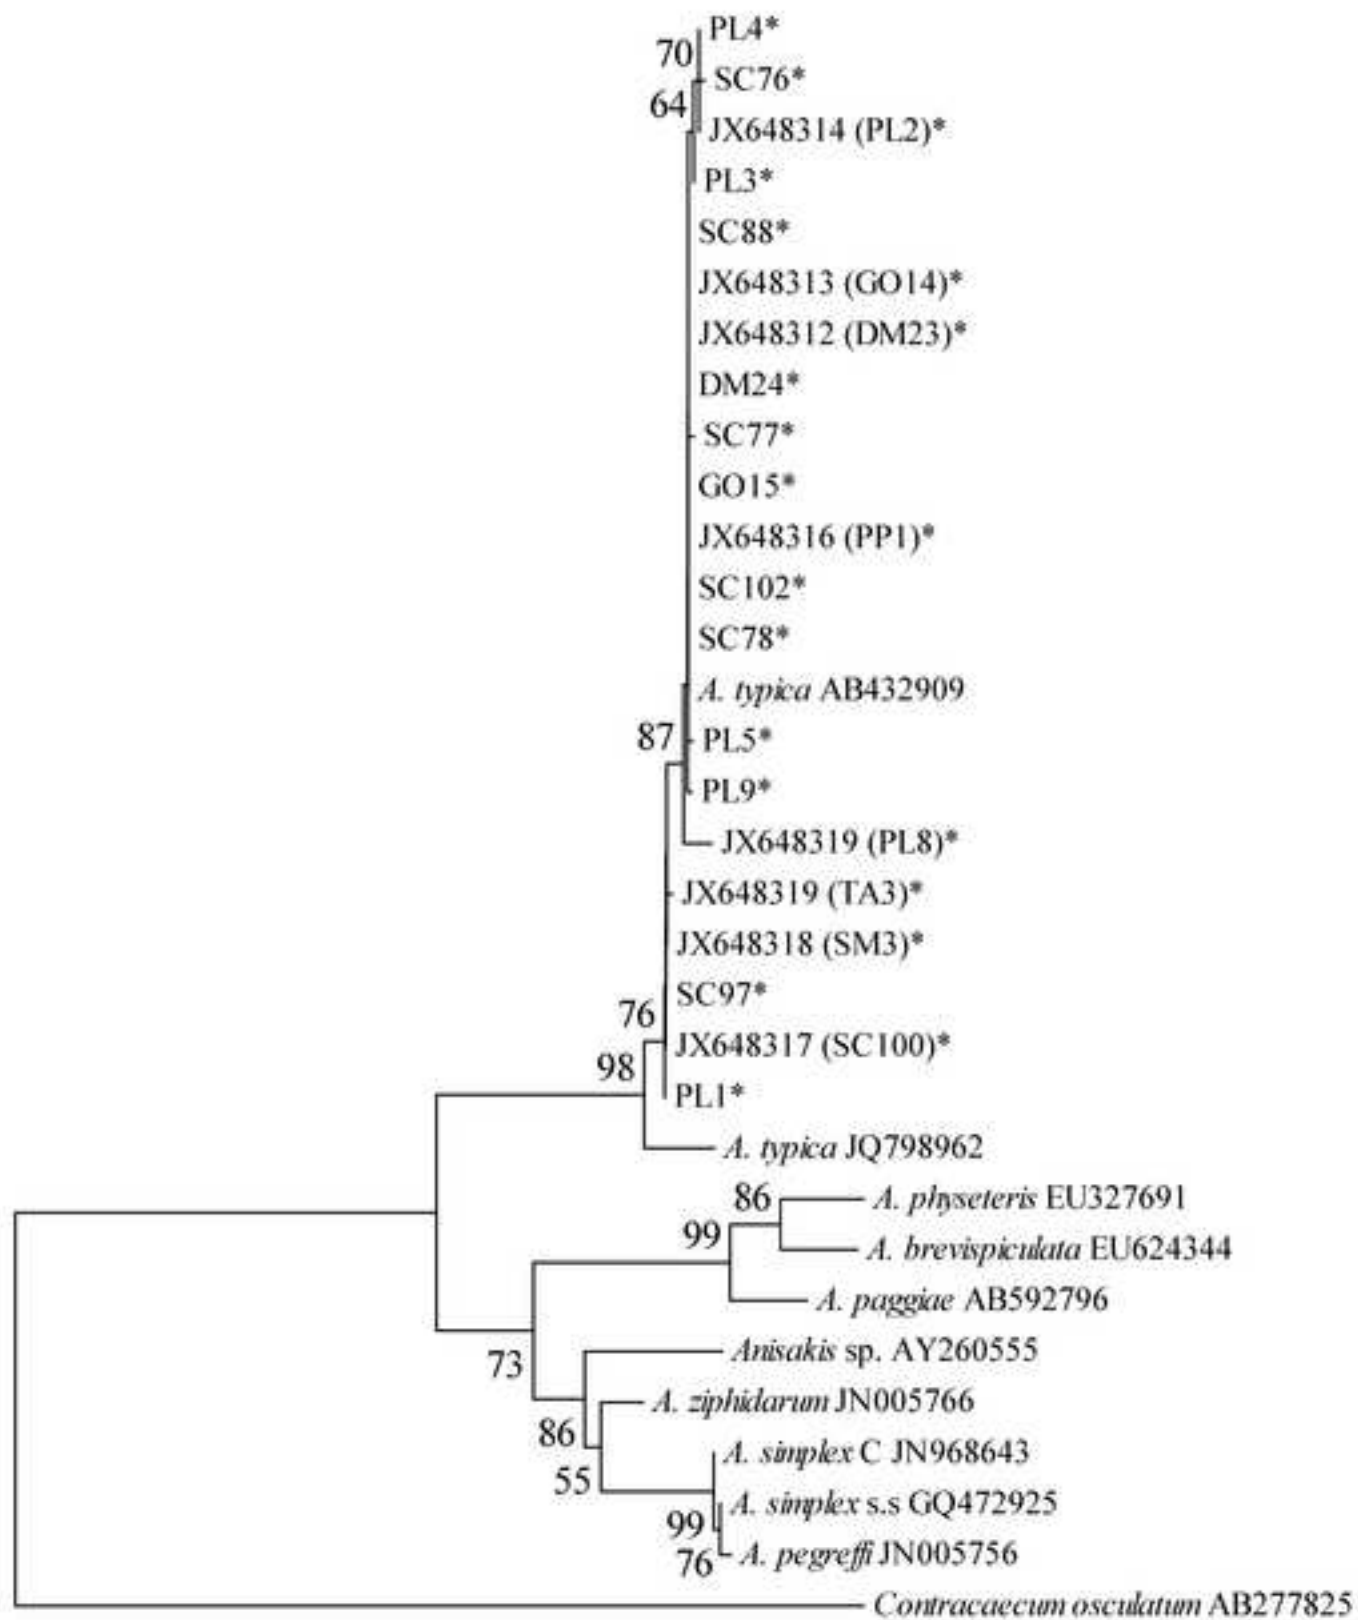 PL4*
70
SC76*
64
JX648314 (PL2)*
PL3*
SC88*
JX648313 (GO14)*
JX648312 (DM23)*
DM24*
SC77*
GO15*
JX648316 (PP1)*
SC102*
SC78*
A. typica AB432909
87
PL5*
PL9*
JX648319 (PL8)*
JX648319 (TA3)*
JX648318 (SM3)*
SC97*
76
JX648317 (SC100)*
98
PL1*
A. typica JQ798962
86
A. physeteris EU327691
99
A. brevispiculata EU624344
A. paggiae AB592796
Anisakis sp. AY260555
73
A. ziphidarum JN005766
86
A. simplex C JN968643
55
A. simplex s.s GQ472925
99
A. pegreffi JN005756
76
Contracaecum osculatum AB277825